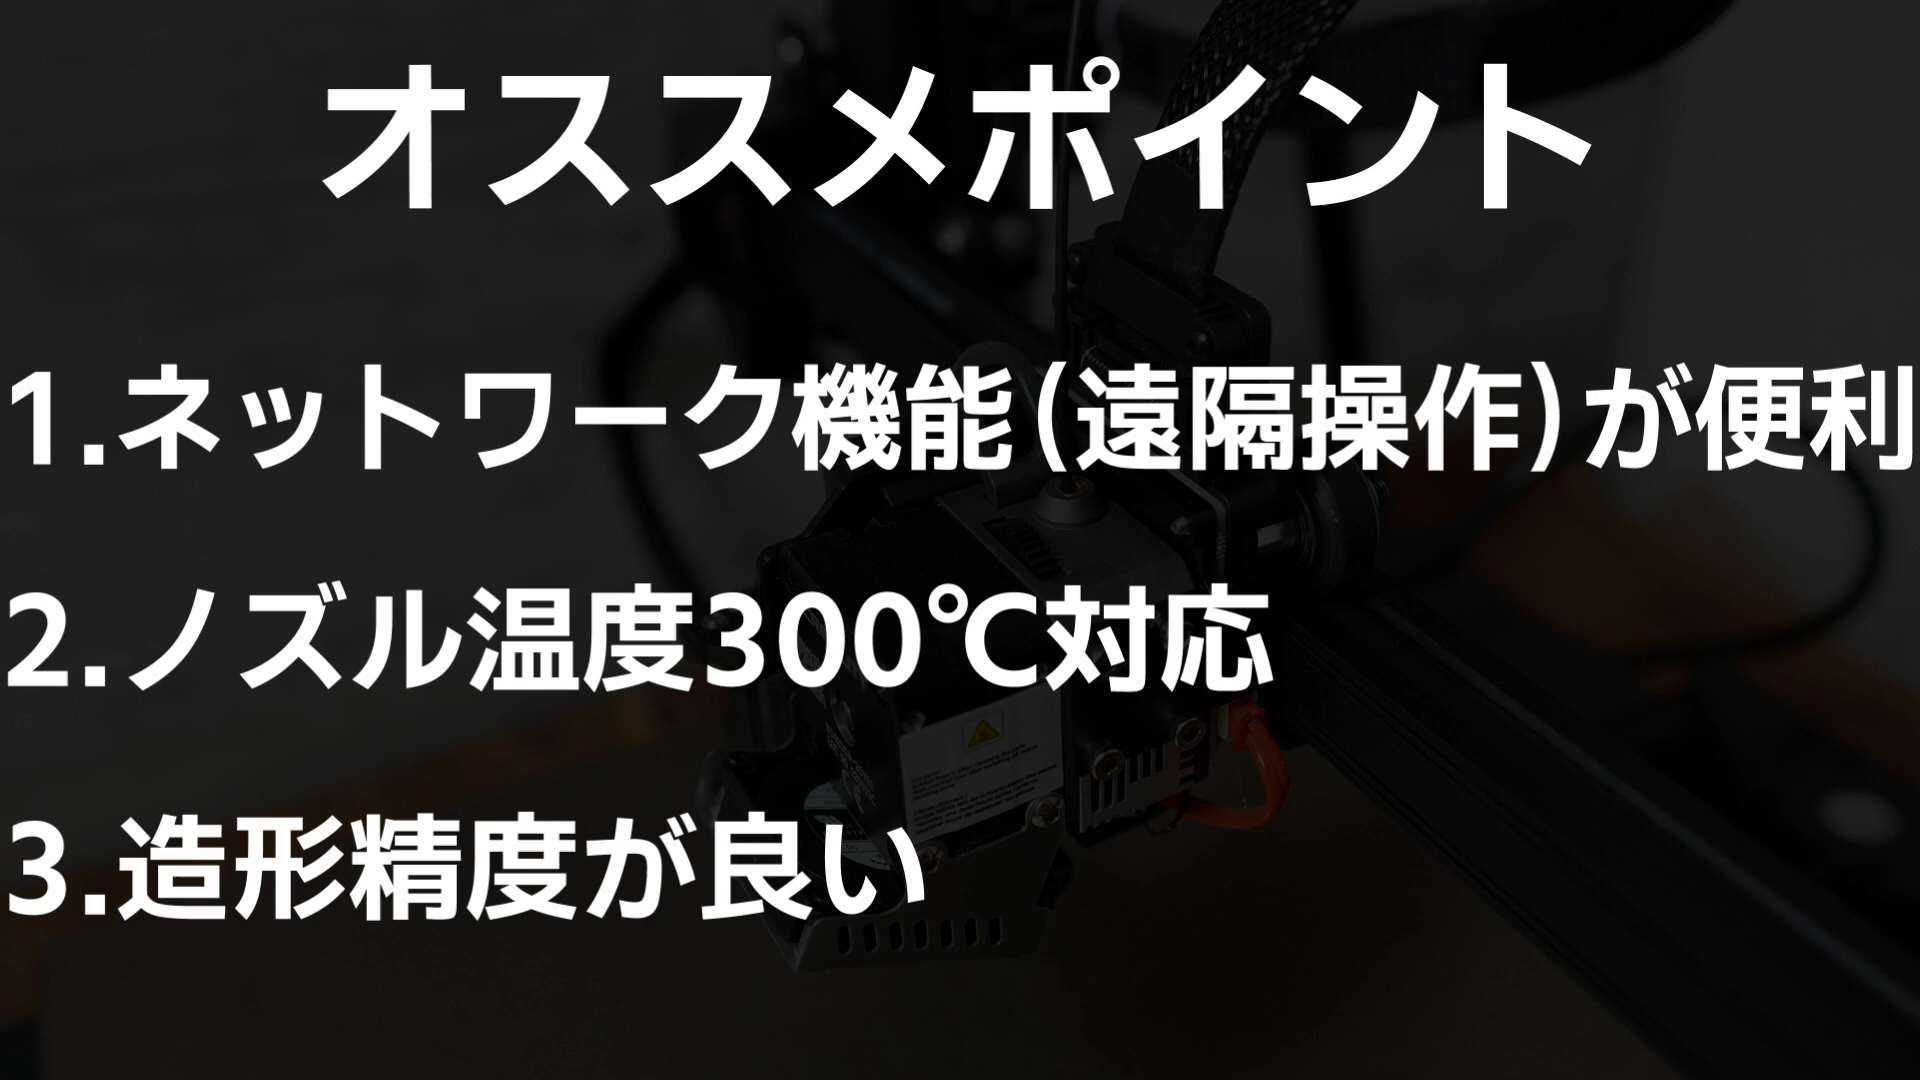 オススメポイント
1.ネットワーク機能(遠隔操作)が便利
2.ノズル温度300℃対応
3.造形精度が良い